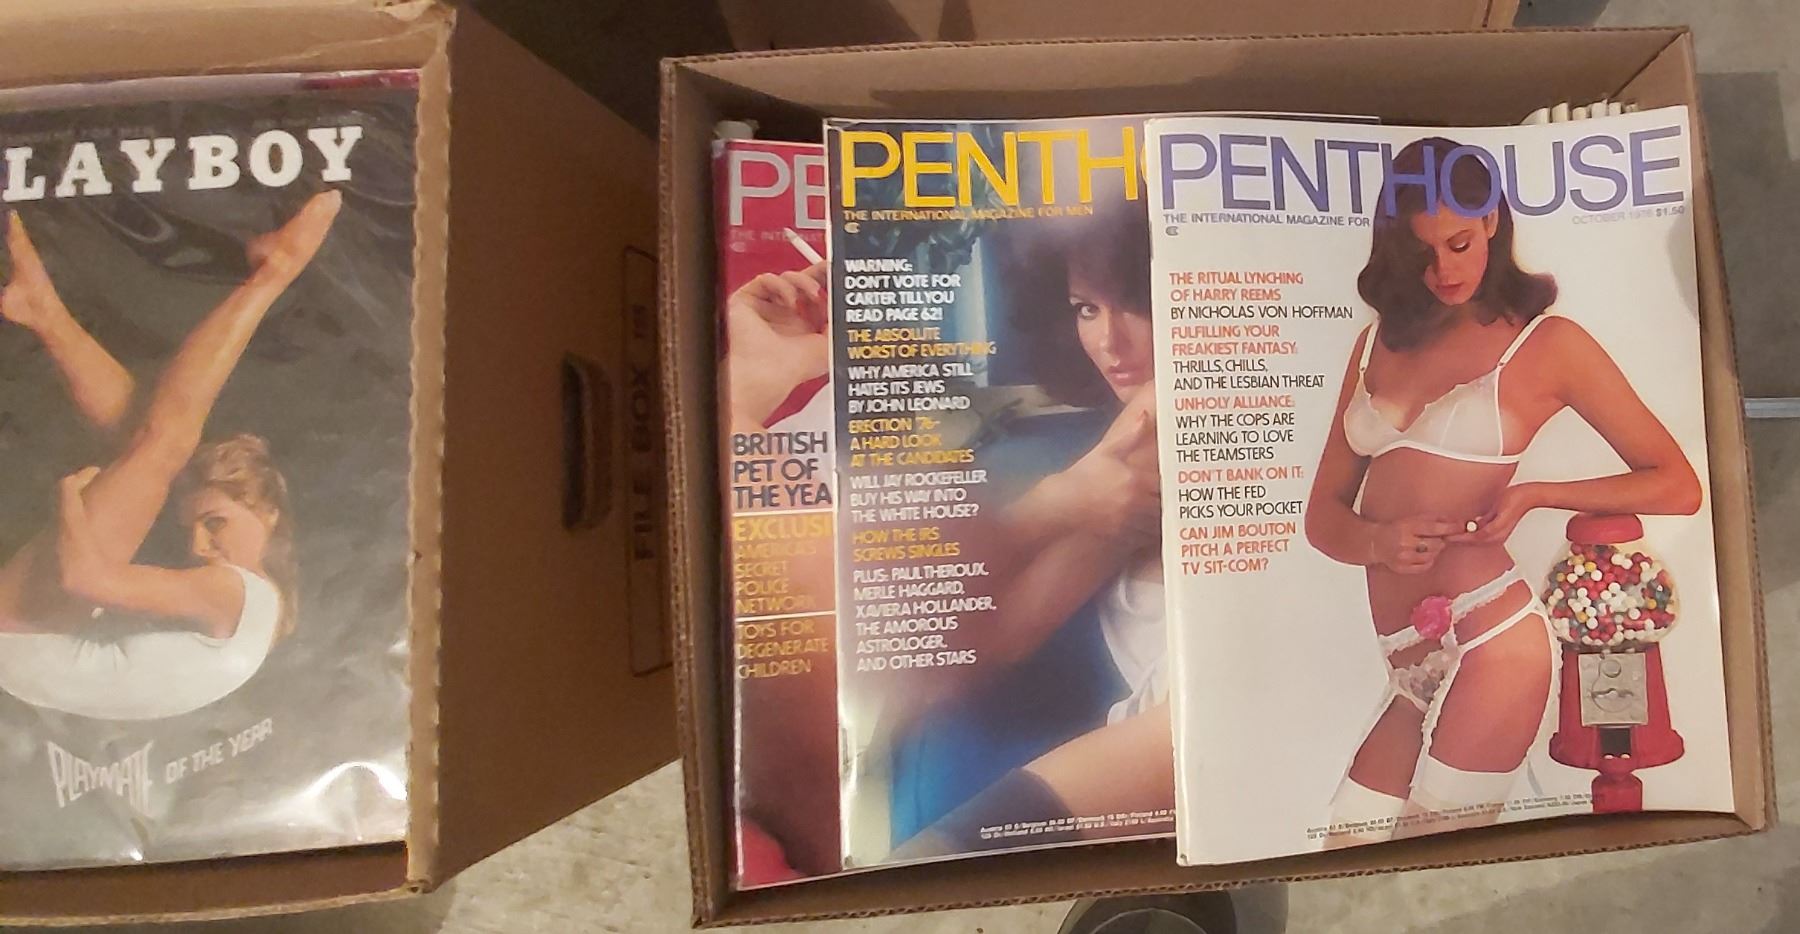 LAYBOY
PLAYMATE OF THE YEAR
FILE BOX
PE
BRITISH
PET OF
THE YEA
EXCLUSI
AMERICA'S
SECRET
POLICE
NETWORK
TOYS FOR
DEGENERATE
CHILDREN
PENTHO
THE INTERNATIONAL MAGAZINE FOR MEN
WARNING:
DON'T VOTE FOR
CARTER TILL YOU
READ PAGE 62!
THE ABSOLUTE
WORST OF EVERYTHING
WHY AMERICA STILL
HATES ITS JEWS
BY JOHN LEONARD
ERECTION '76-
A HARD LOOK
AT THE CANDIDATES
WILL JAY ROCKEFELLER
BUY HIS WAY INTO
THE WHITE HOUSE?
HOW THE IRS
SCREWS SINGLES
PLUS: PAUL THEROUX,
MERLE HAGGARD,
XAVIERA HOLLANDER,
THE AMOROUS
ASTROLOGER,
AND OTHER STARS
PENTHOUSE
THE INTERNATIONAL MAGAZINE FOR
OCTOBER 1976 $1.50
THE RITUAL LYNCHING
OF HARRY REEMS
BY NICHOLAS VON HOFFMAN
FULFILLING YOUR
FREAKIEST FANTASY:
THRILLS, CHILLS,
AND THE LESBIAN THREAT
UNHOLY ALLIANCE:
WHY THE COPS ARE
LEARNING TO LOVE
THE TEAMSTERS
DON'T BANK ON IT:
HOW THE FED
PICKS YOUR POCKET
CAN JIM BOUTON
PITCH A PERFECT
TV SIT-COM?